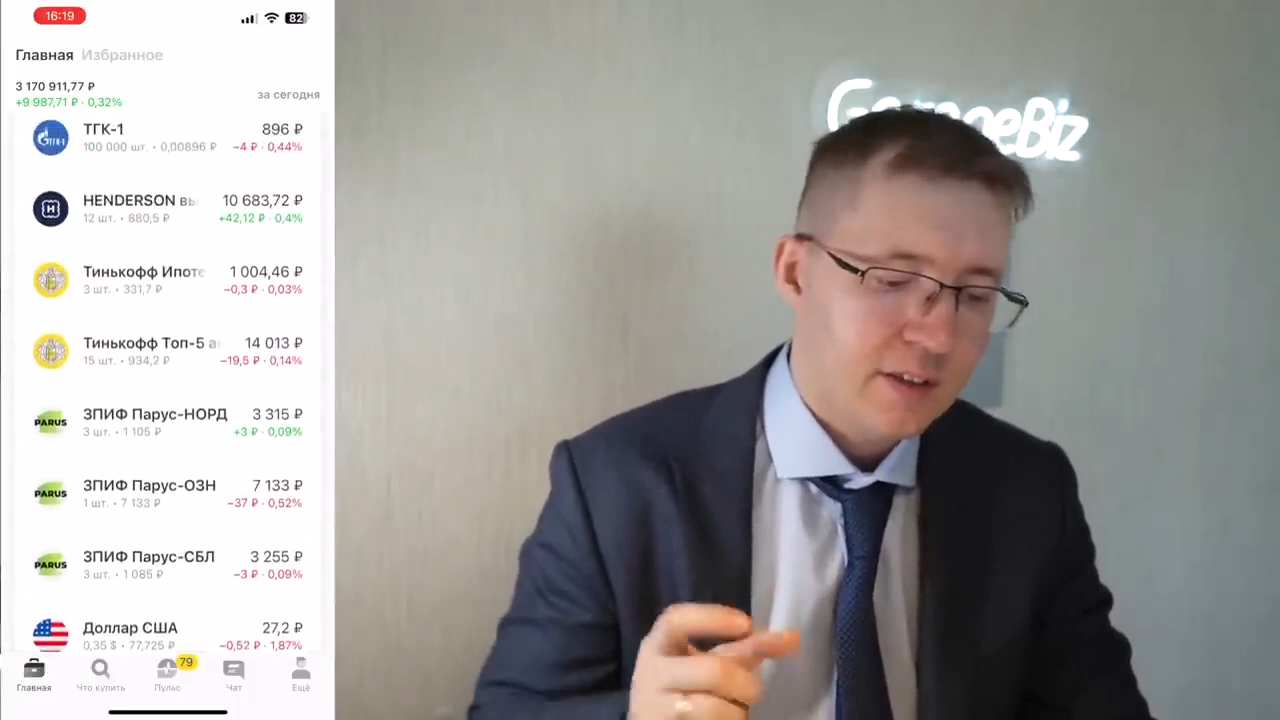 16:19
82
Главная Избранное
3 170 911,77 ₽
+9 987,71 ₽ · 0,32%
за сегодня
ТГК-1
896 ₽
100 000 шт. • 0,00896 ₽
−4 ₽ · 0,44%
HENDERSON вы
10 683,72 ₽
12 шт. • 880,5 ₽
+42,12 ₽ · 0,4%
Тинькофф Ипоте
1 004,46 ₽
3 шт. • 331,7 ₽
−0,3 ₽ · 0,03%
Тинькофф Топ-5 а
14 013 ₽
15 шт. • 934,2 ₽
−19,5 ₽ · 0,14%
PARUS
ЗПИФ Парус-НОРД
3 315 ₽
3 шт. • 1 105 ₽
+3 ₽ · 0,09%
PARUS
ЗПИФ Парус-ОЗН
7 133 ₽
1 шт. • 7 133 ₽
−37 ₽ · 0,52%
PARUS
ЗПИФ Парус-СБЛ
3 255 ₽
3 шт. • 1 085 ₽
−3 ₽ · 0,09%
Доллар США
27,2 ₽
0,35 $ • 77,725 ₽
−0,52 ₽ · 1,87%
79
Главная
Что купить
Пульс
Чат
Ещё